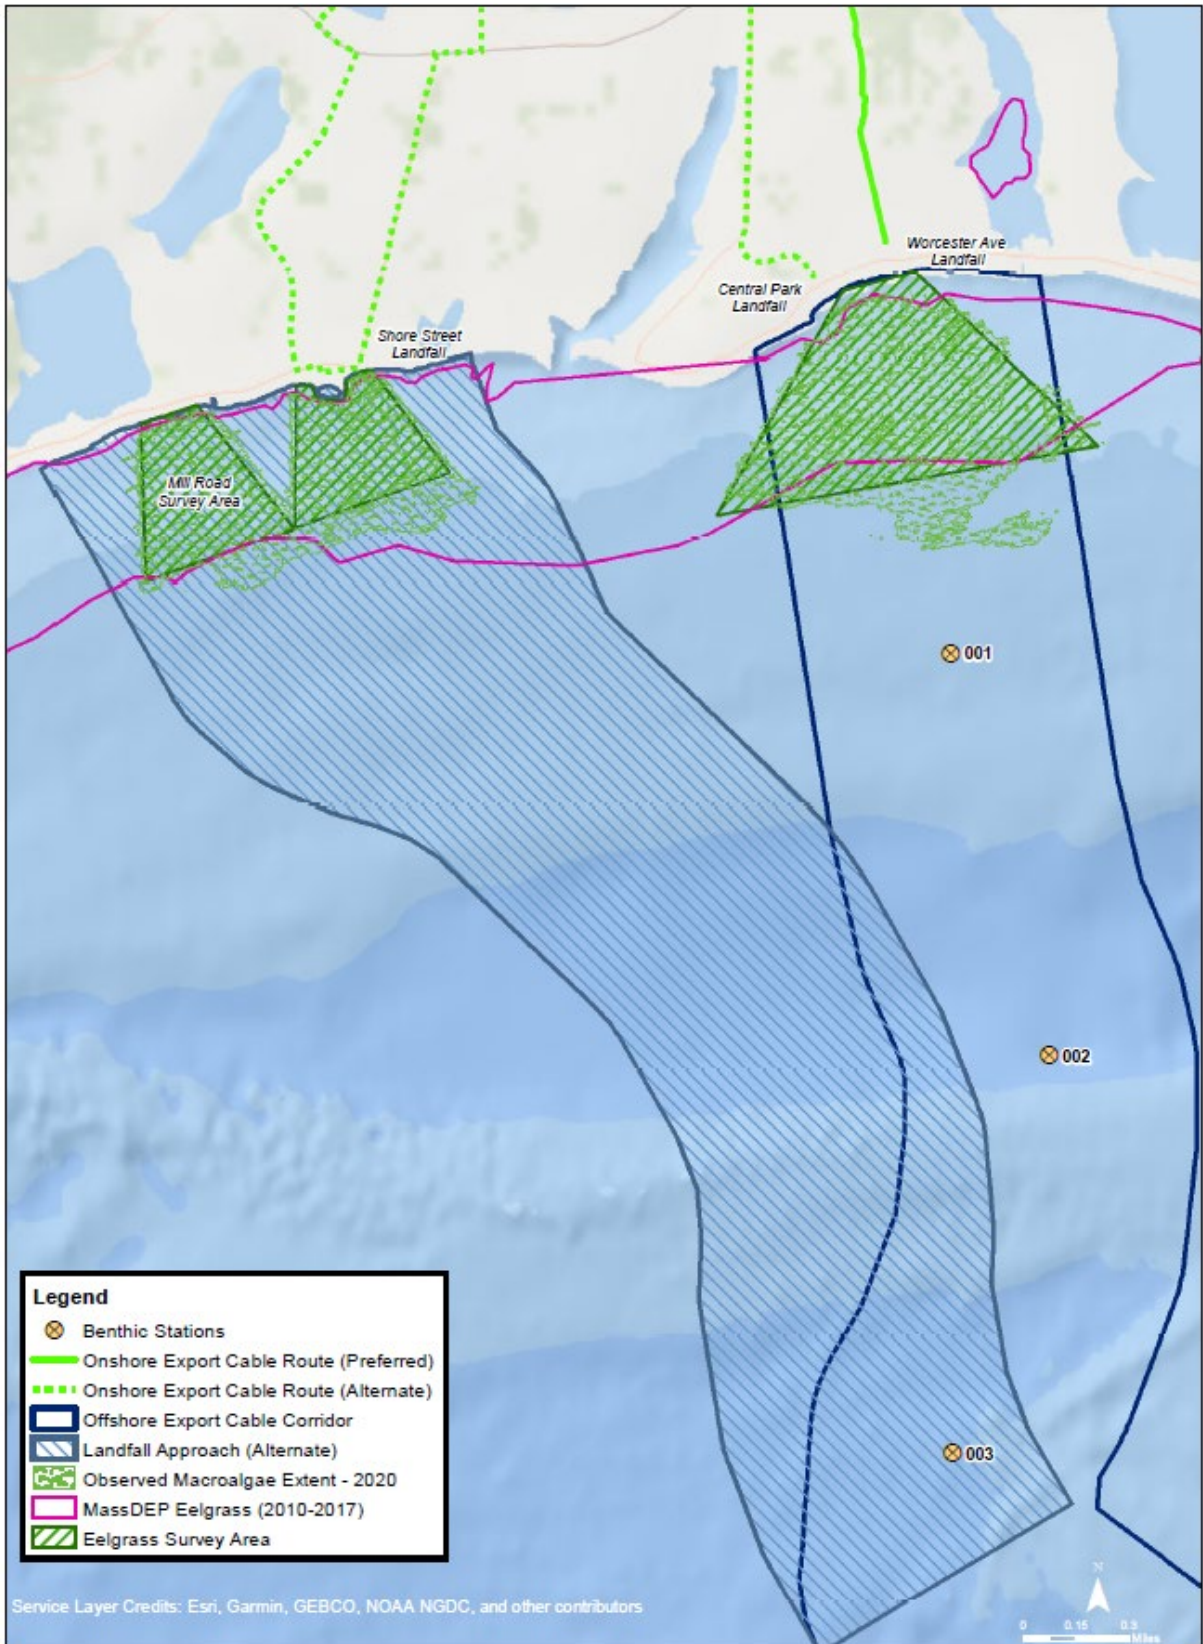 Worcester Ave
Landfall
Central Park
Landfall
Shore Street
Landfall
Mill Road
Survey Area
001
002
003
Legend
Benthic Stations
Onshore Export Cable Route (Preferred)
Onshore Export Cable Route (Alternate)
Offshore Export Cable Corridor
Landfall Approach (Alternate)
Observed Macroalgae Extent - 2020
MassDEP Eelgrass (2010-2017)
Eelgrass Survey Area
Service Layer Credits: Esri, Garmin, GEBCO, NOAA NGDC, and other contributors
N
0 0.15 0.3
Miles